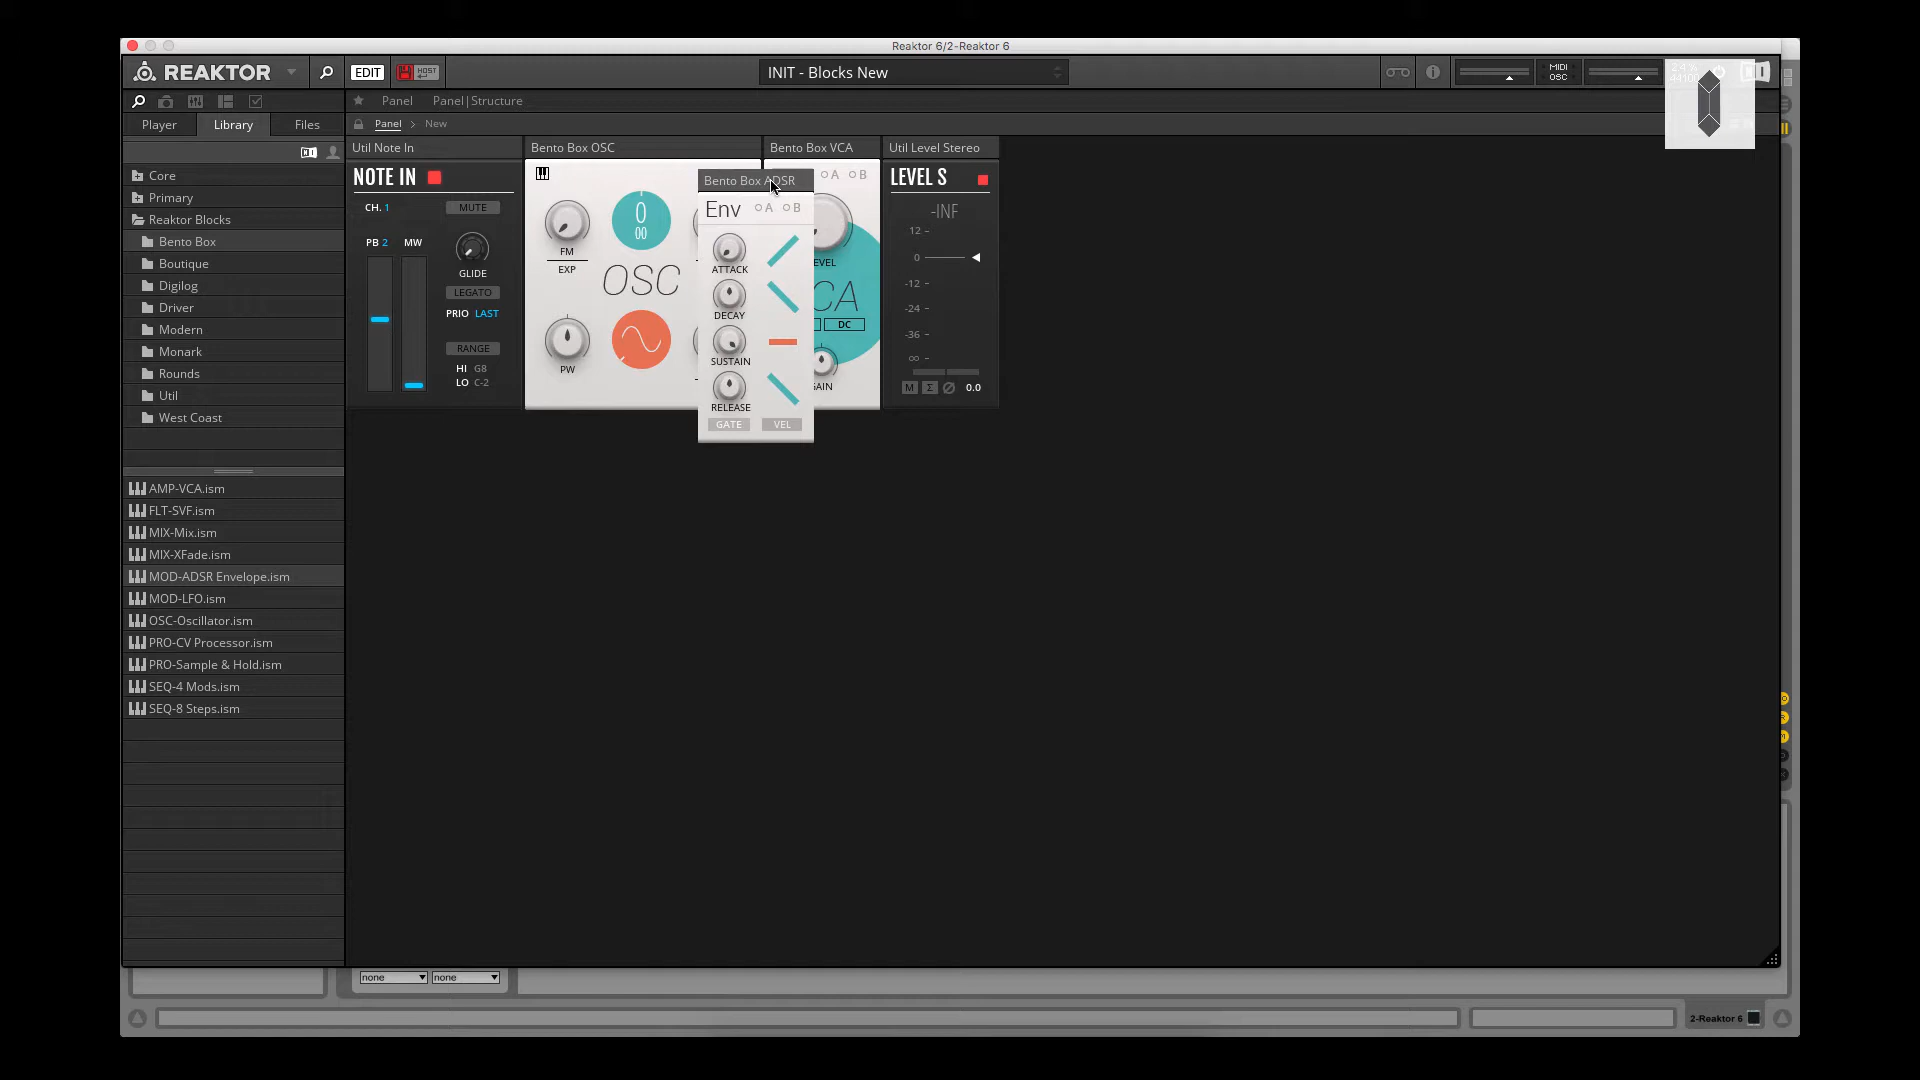 Reaktor 6/2-Reaktor 6
REAKTOR
EDIT
HOST
INIT - Blocks New
MIDI
OSC
Panel
Panel|Structure
Player
Library
Files
Panel > New
Core
Primary
Reaktor Blocks
Bento Box
Boutique
Digilog
Driver
Modern
Monark
Rounds
Util
West Coast
AMP-VCA.ism
FLT-SVF.ism
MIX-Mix.ism
MIX-XFade.ism
MOD-ADSR Envelope.ism
MOD-LFO.ism
OSC-Oscillator.ism
PRO-CV Processor.ism
PRO-Sample & Hold.ism
SEQ-4 Mods.ism
SEQ-8 Steps.ism
Util Note In
NOTE IN
CH. 1
MUTE
PB 2
MW
GLIDE
LEGATO
PRIO LAST
RANGE
HI G8
LO C-2
Bento Box OSC
FM
EXP
0
00
OSC
PW
Bento Box ADSR
Env
A
B
ATTACK
DECAY
SUSTAIN
RELEASE
GATE
VEL
Bento Box VCA
A
B
DC
Util Level Stereo
LEVEL S
-INF
12
0
-12
-24
-36
∞
M
Σ
0.0
none
none
2-Reaktor 6